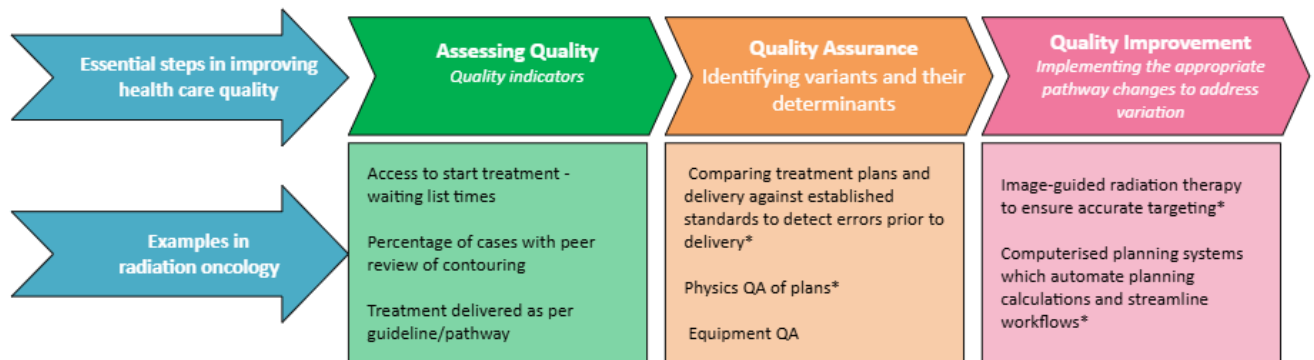 Essential steps in improving
health care quality
Assessing Quality
Quality indicators
Quality Assurance
Identifying variants and their
determinants
Quality Improvement
Implementing the appropriate
pathway changes to address
variation
Examples in
radiation oncology
Access to start treatment -
waiting list times
Percentage of cases with peer
review of contouring
Treatment delivered as per
guideline/pathway
Comparing treatment plans and
delivery against established
standards to detect errors prior to
delivery*
Physics QA of plans*
Equipment QA
Image-guided radiation therapy
to ensure accurate targeting*
Computerised planning systems
which automate planning
calculations and streamline
workflows*